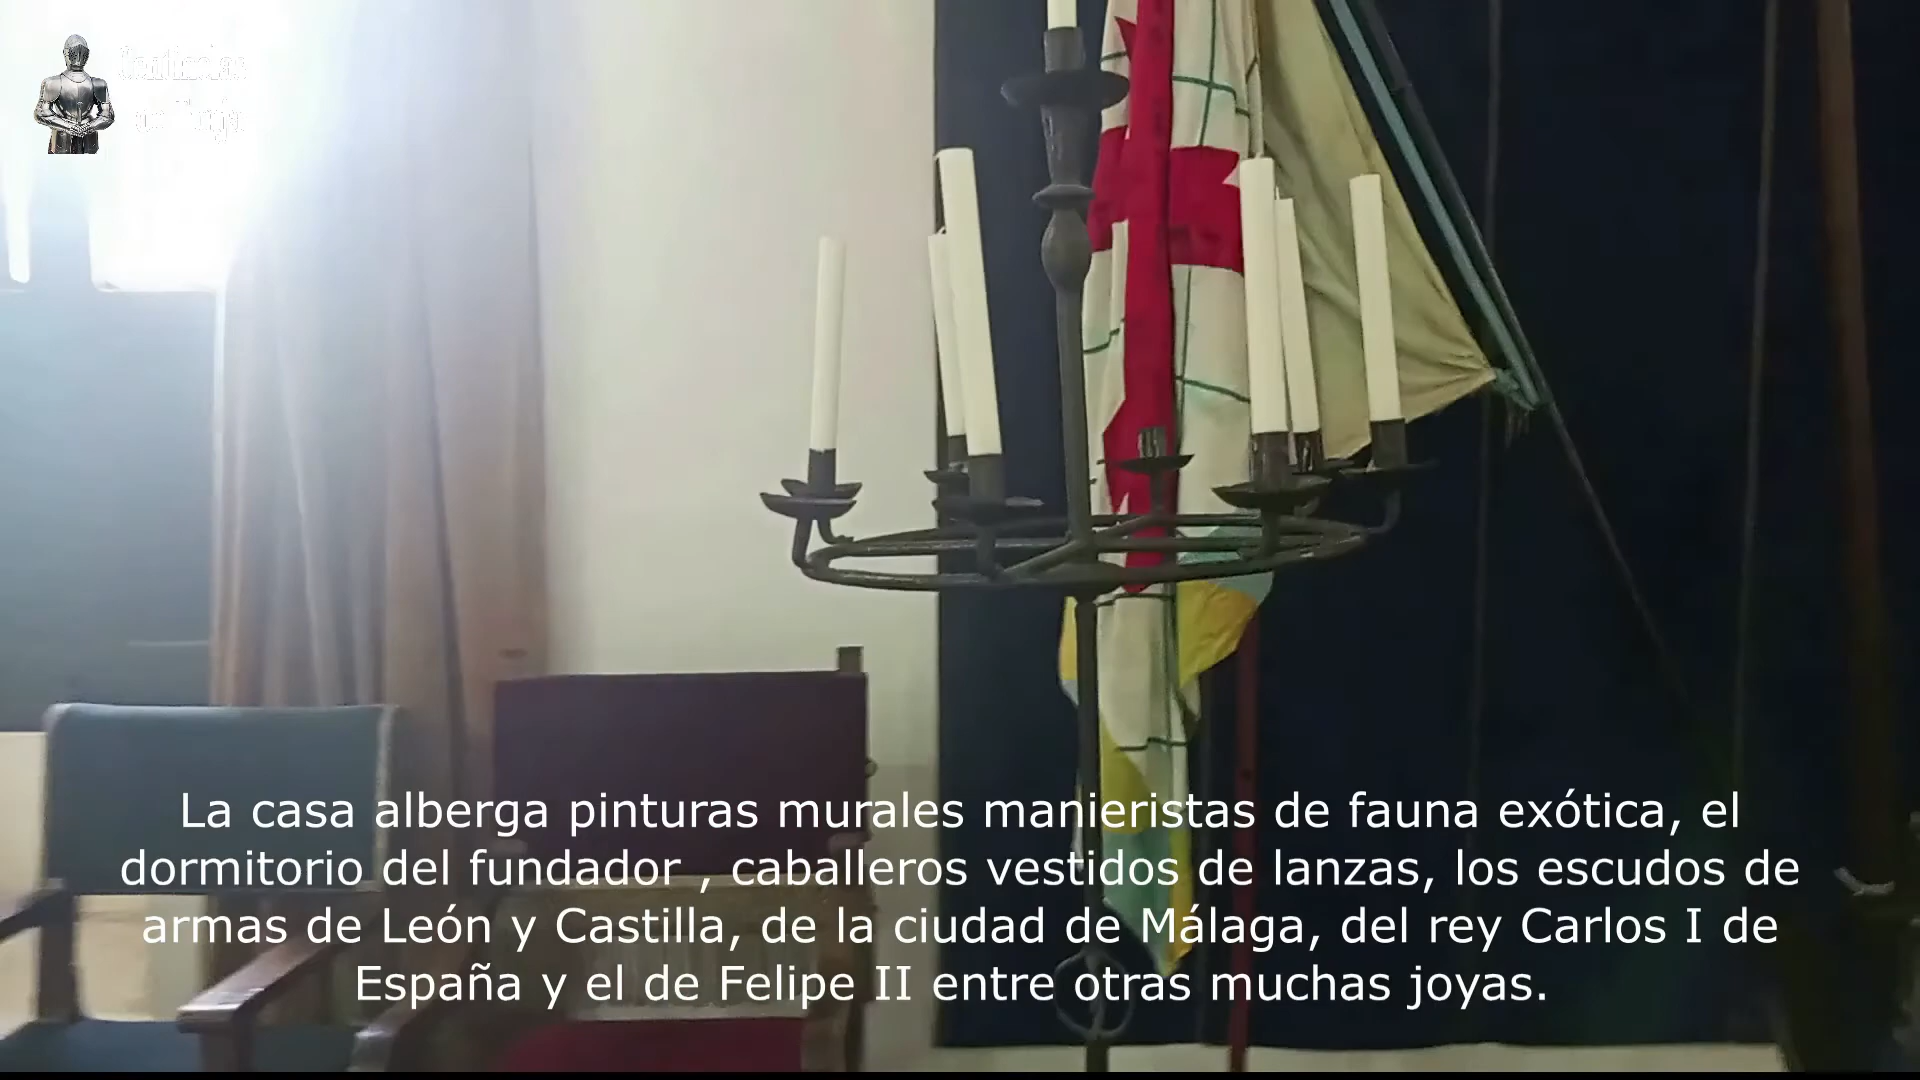 La casa alberga pinturas murales manieristas de fauna exótica, el
dormitorio del fundador , caballeros vestidos de lanzas, los escudos de
armas de León y Castilla, de la ciudad de Málaga, del rey Carlos I de
España y el de Felipe II entre otras muchas joyas.